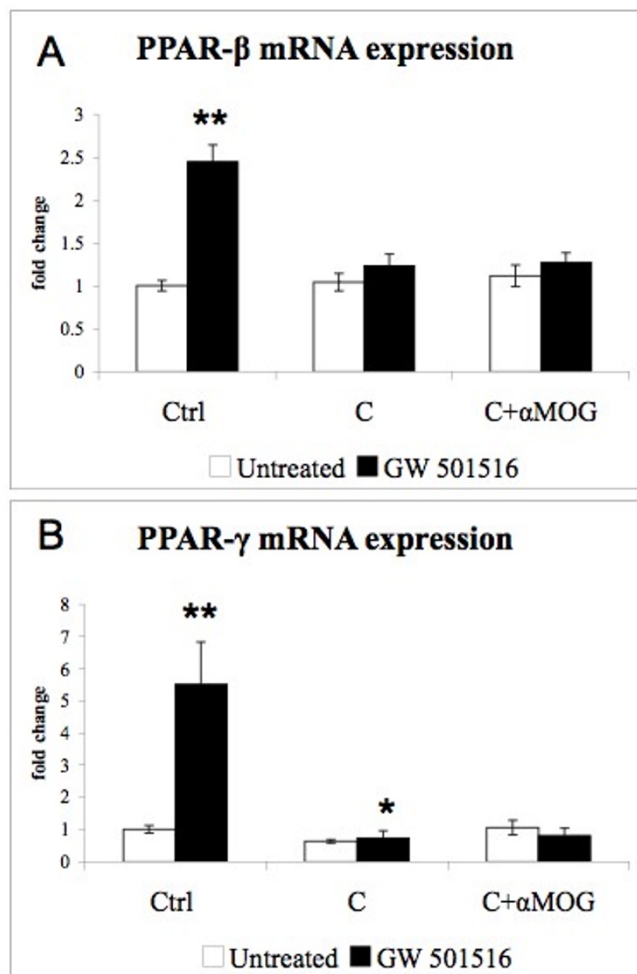 A PPAR-β mRNA expression
3
**
2.5
2
1.5
1
0.5
0
fold change
Ctrl C C+αMOG
Untreated GW 501516
B PPAR-γ mRNA expression
8
**
7
6
5
4
3
2
*
1
0
fold change
Ctrl C C+αMOG
Untreated GW 501516